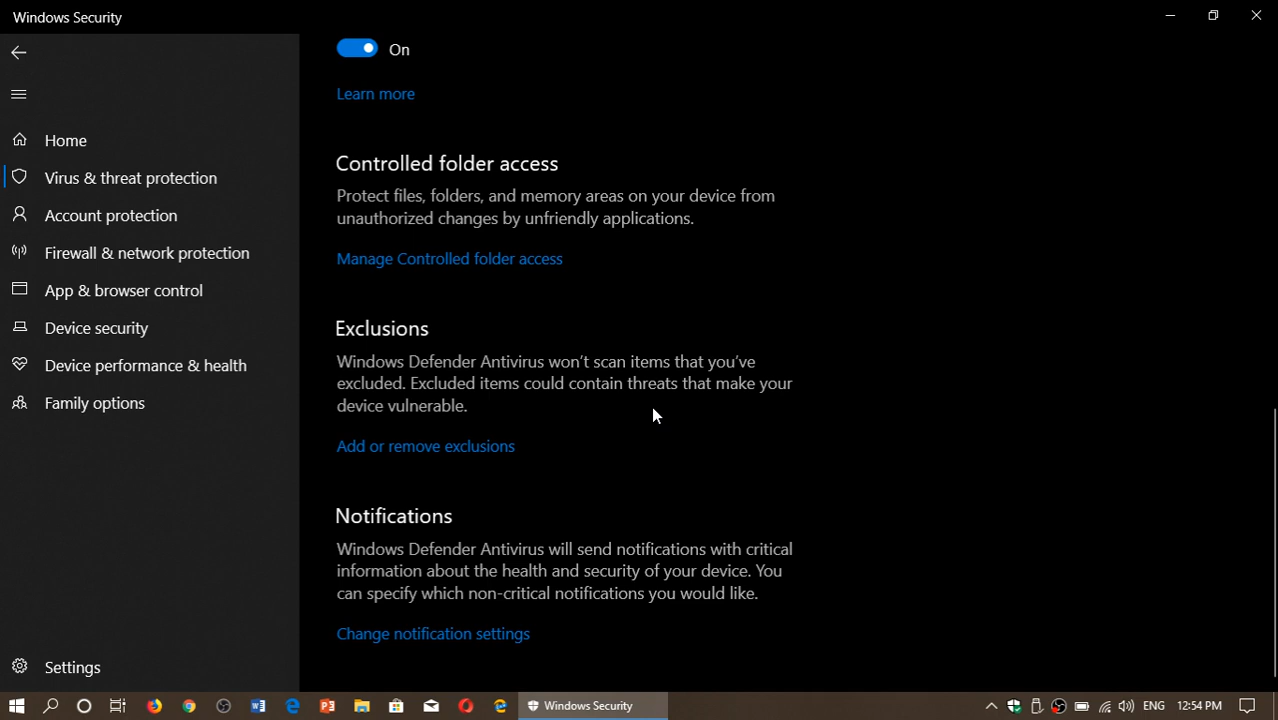 Windows Security
On
Learn more
Home
Virus & threat protection
Account protection
Firewall & network protection
App & browser control
Device security
Device performance & health
Family options
Settings
Controlled folder access
Protect files, folders, and memory areas on your device from
unauthorized changes by unfriendly applications.
Manage Controlled folder access
Exclusions
Windows Defender Antivirus won't scan items that you've
excluded. Excluded items could contain threats that make your
device vulnerable.
Add or remove exclusions
Notifications
Windows Defender Antivirus will send notifications with critical
information about the health and security of your device. You
can specify which non-critical notifications you would like.
Change notification settings
Windows Security
ENG
12:54 PM